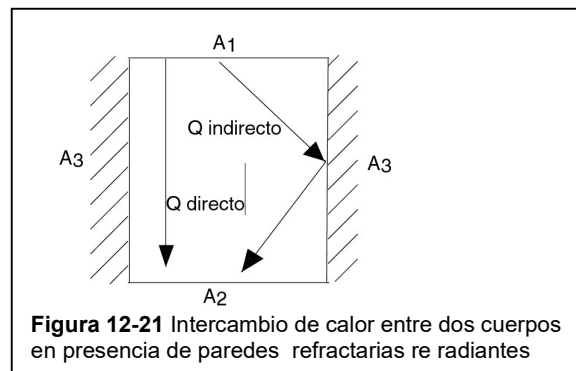 A1
Q indirecto
A3
A3
Q directo
A2
Figura 12-21 Intercambio de calor entre dos cuerpos
en presencia de paredes refractarias re radiantes